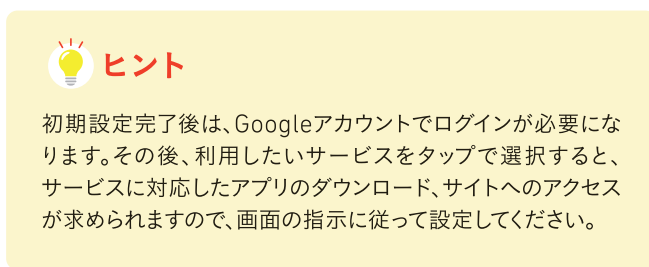 ヒント
初期設定完了後は、Googleアカウントでログインが必要にな
ります。その後、利用したいサービスをタップで選択すると、
サービスに対応したアプリのダウンロード、サイトへのアクセス
が求められますので、画面の指示に従って設定してください。